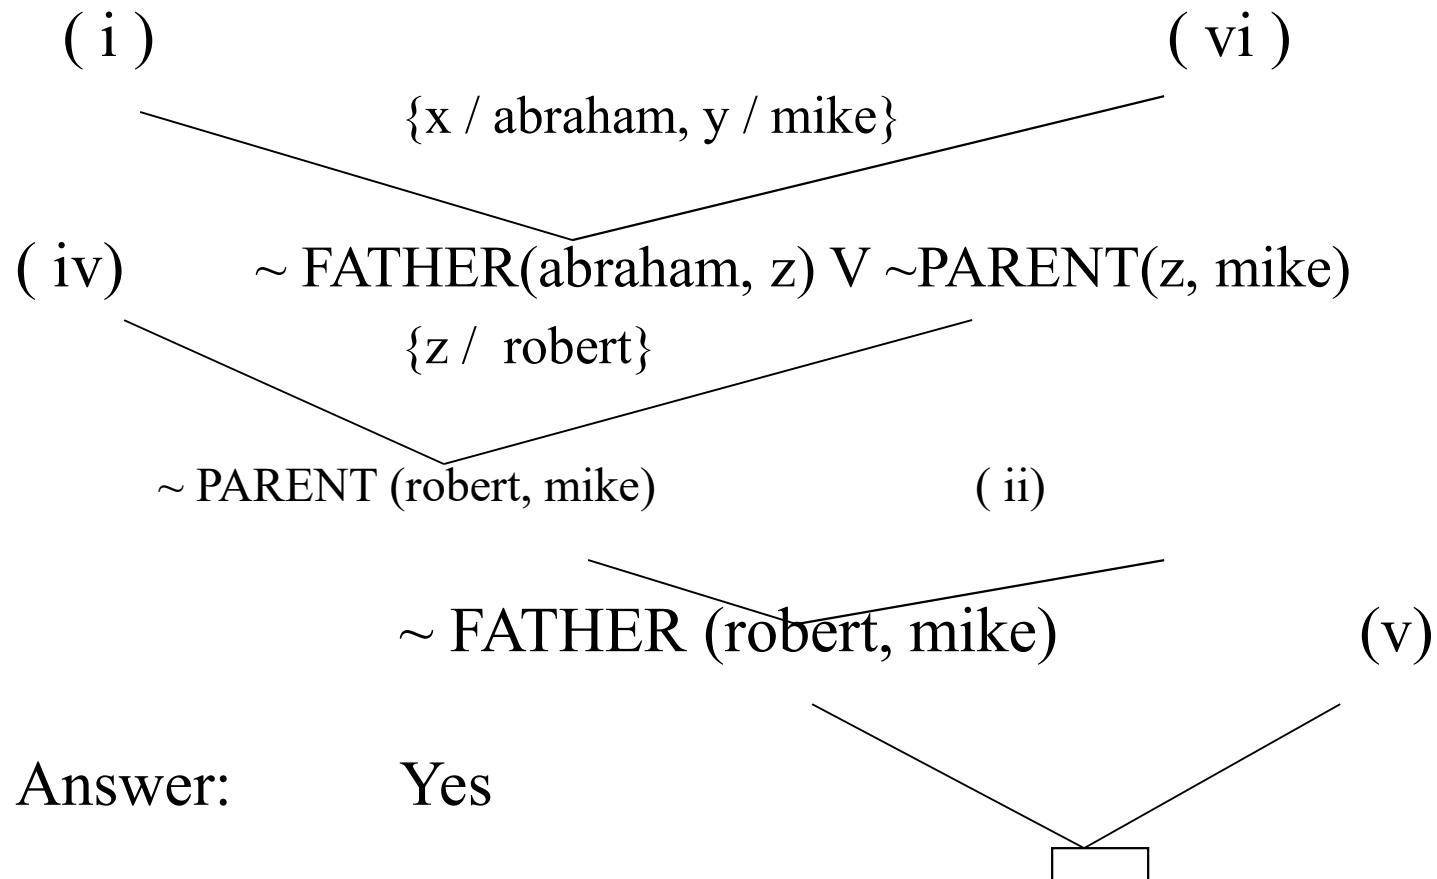 ( i ) ( vi )
{x / abraham, y / mike}
( iv) ~ FATHER(abraham, z) V ~PARENT(z, mike)
{z / robert}
~ PARENT (robert, mike) ( ii)
~ FATHER (robert, mike) (v)
Answer: Yes